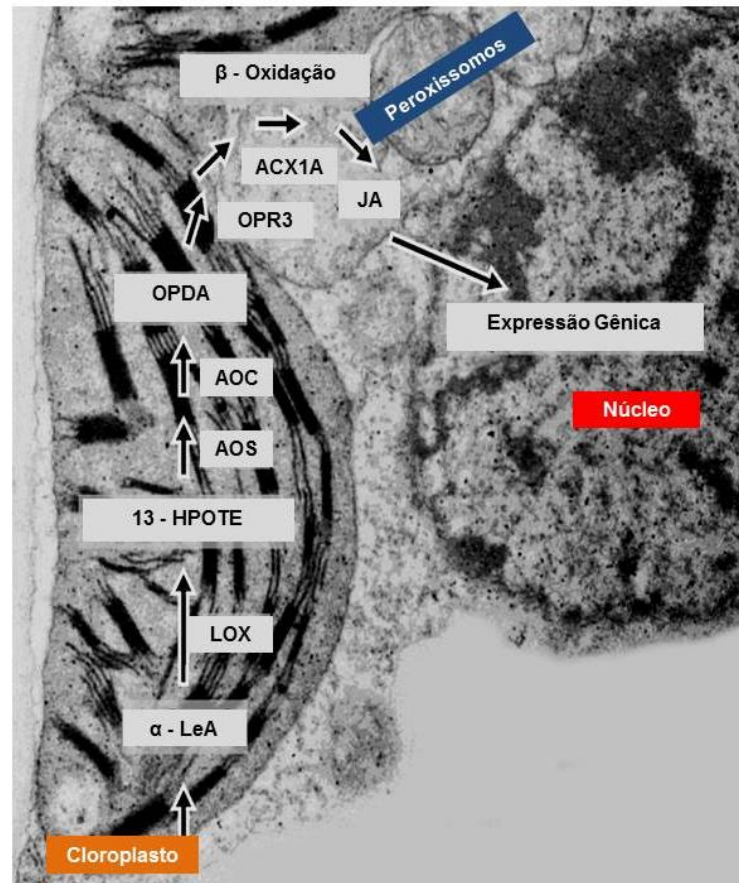 β - Oxidação
Peroxissomos
ACX1A
JA
OPR3
OPDA
Expressão Gênica
AOC
Núcleo
AOS
13 - HPOTE
LOX
α - LeA
Cloroplasto